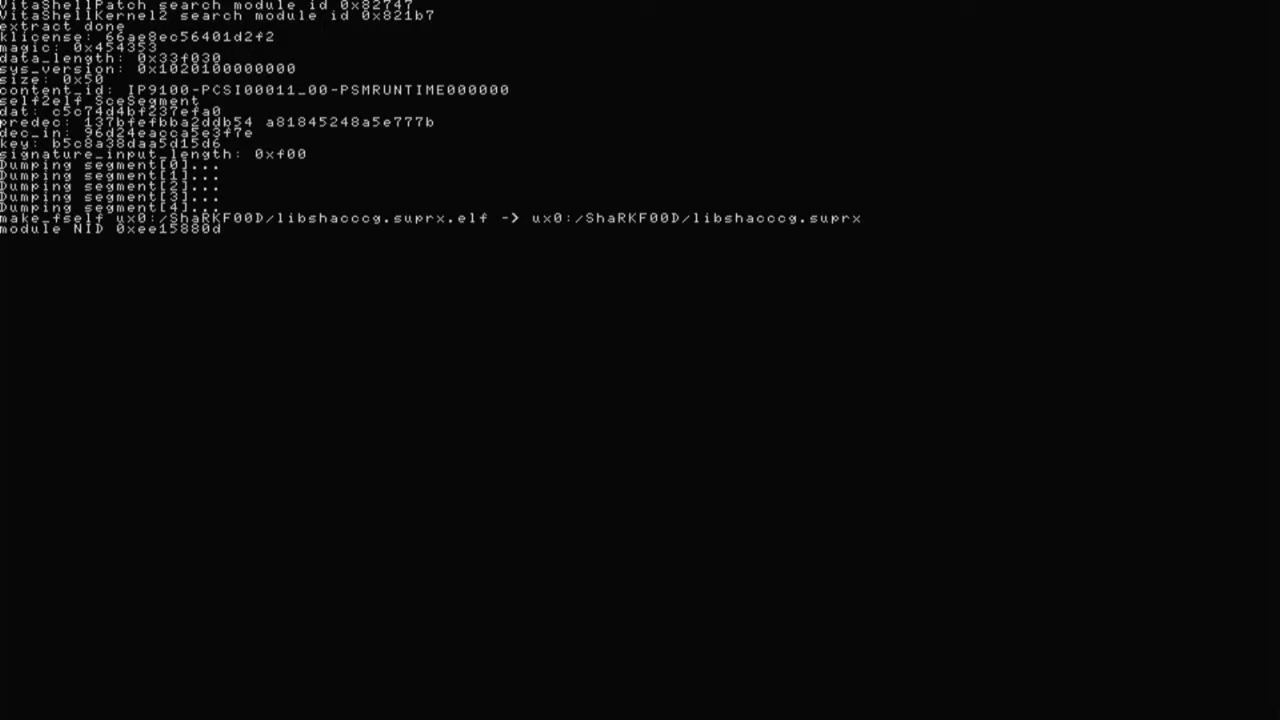 VitaShellPatch search module id 0x82747
VitaShellKernel2 search module id 0x821b7
extract done
klicense: 66ae8ec56401d2f2
magic: 0x454353
data_length: 0x33f030
sys_version: 0x1020100000000
size: 0x50
content_id: IP9100-PCSI00011_00-PSMRUNTIME000000
self2elf SceSegment
dat: c5c74d4bf237efa0
predec: 137bfefbba2ddb54 a81845248a5e777b
dec_in: 96d24eacca5e3f7e
key: b5c8a38daa5d15d6
signature_input_length: 0xf00
Dumping segment[0]...
Dumping segment[1]...
Dumping segment[2]...
Dumping segment[3]...
Dumping segment[4]...
make_fself ux0:/ShaRKF00D/libshacccg.suprx.elf -> ux0:/ShaRKF00D/libshacccg.suprx
module NID 0xee15880d